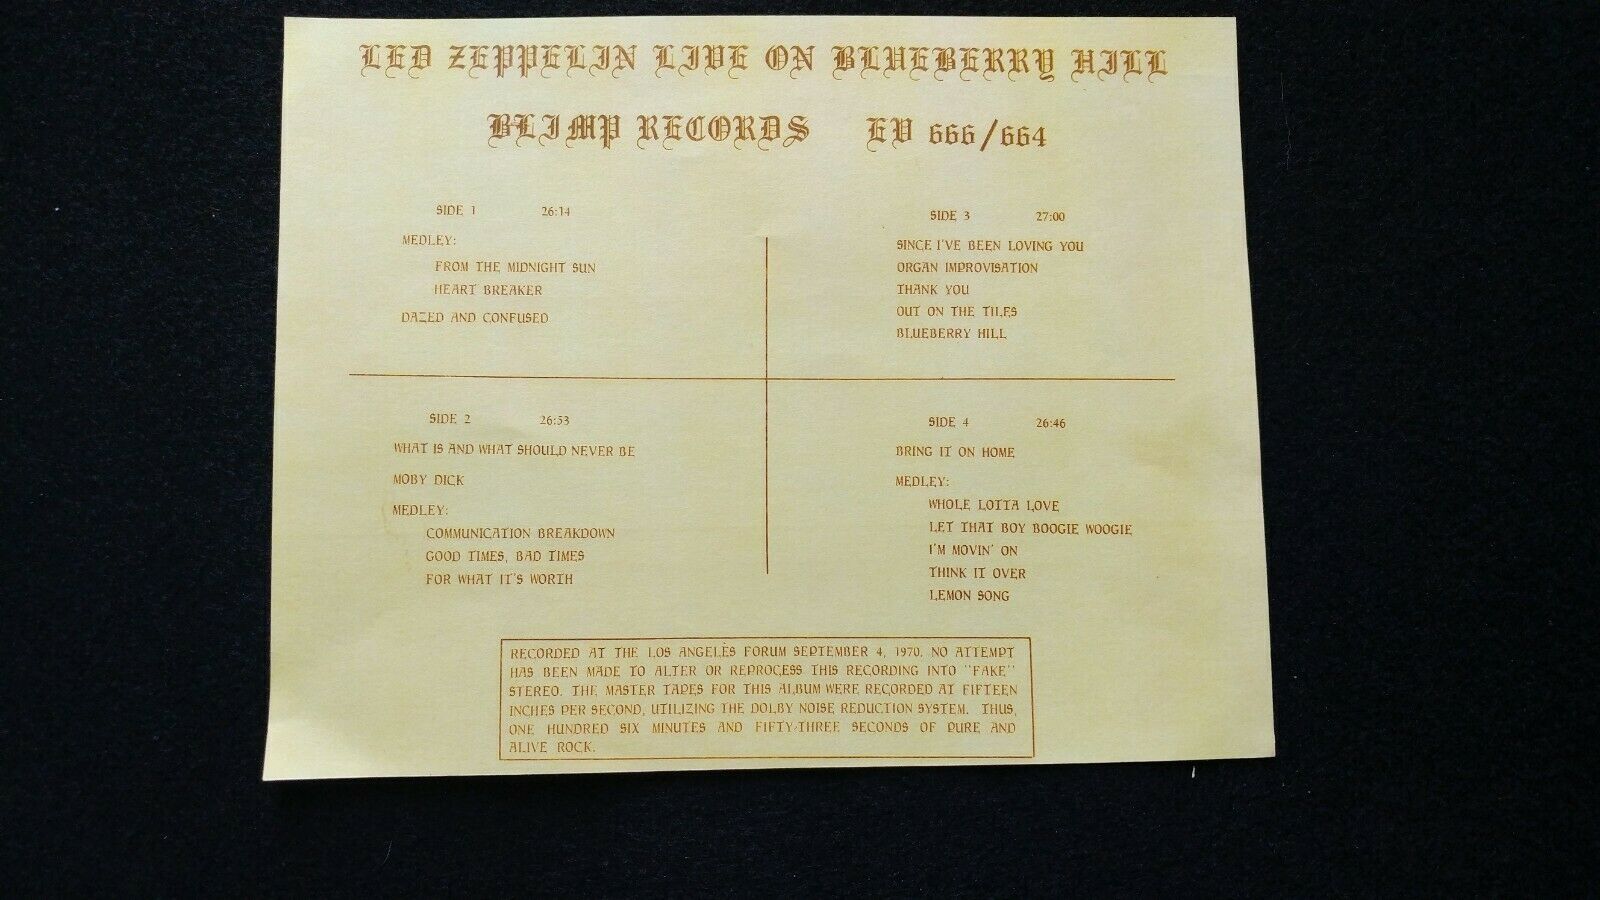 LED ZEPPELIN LIVE ON BLUEBERRY HILL
BLIMP RECORDS EV 666/664
SIDE 1 26:14
MEDLEY:
FROM THE MIDNIGHT SUN
HEART BREAKER
DAZED AND CONFUSED
SIDE 2 26:53
WHAT IS AND WHAT SHOULD NEVER BE
MOBY DICK
MEDLEY:
COMMUNICATION BREAKDOWN
GOOD TIMES, BAD TIMES
FOR WHAT IT'S WORTH
SIDE 3 27:00
SINCE I'VE BEEN LOVING YOU
ORGAN IMPROVISATION
THANK YOU
OUT ON THE TILES
BLUEBERRY HILL
SIDE 4 26:46
BRING IT ON HOME
MEDLEY:
WHOLE LOTTA LOVE
LET THAT BOY BOOGIE WOOGIE
I'M MOVIN' ON
THINK IT OVER
LEMON SONG
RECORDED AT THE LOS ANGELES FORUM SEPTEMBER 4, 1970. NO ATTEMPT
HAS BEEN MADE TO ALTER OR REPROCESS THIS RECORDING INTO "FAKE"
STEREO. THE MASTER TAPES FOR THIS ALBUM WERE RECORDED AT FIFTEEN
INCHES PER SECOND, UTILIZING THE DOLBY NOISE REDUCTION SYSTEM. THUS,
ONE HUNDRED SIX MINUTES AND FIFTY-THREE SECONDS OF PURE AND
ALIVE ROCK.